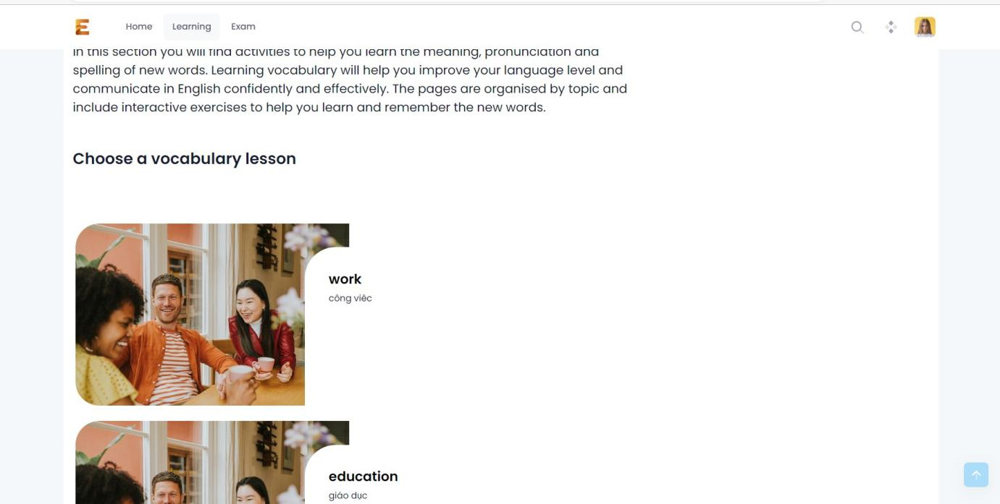 Home
Learning
Exam
In this section you will find activities to help you learn the meaning, pronunciation and
spelling of new words. Learning vocabulary will help you improve your language level and
communicate in English confidently and effectively. The pages are organised by topic and
include interactive exercises to help you learn and remember the new words.
Choose a vocabulary lesson
work
công viêc
education
giáo dục